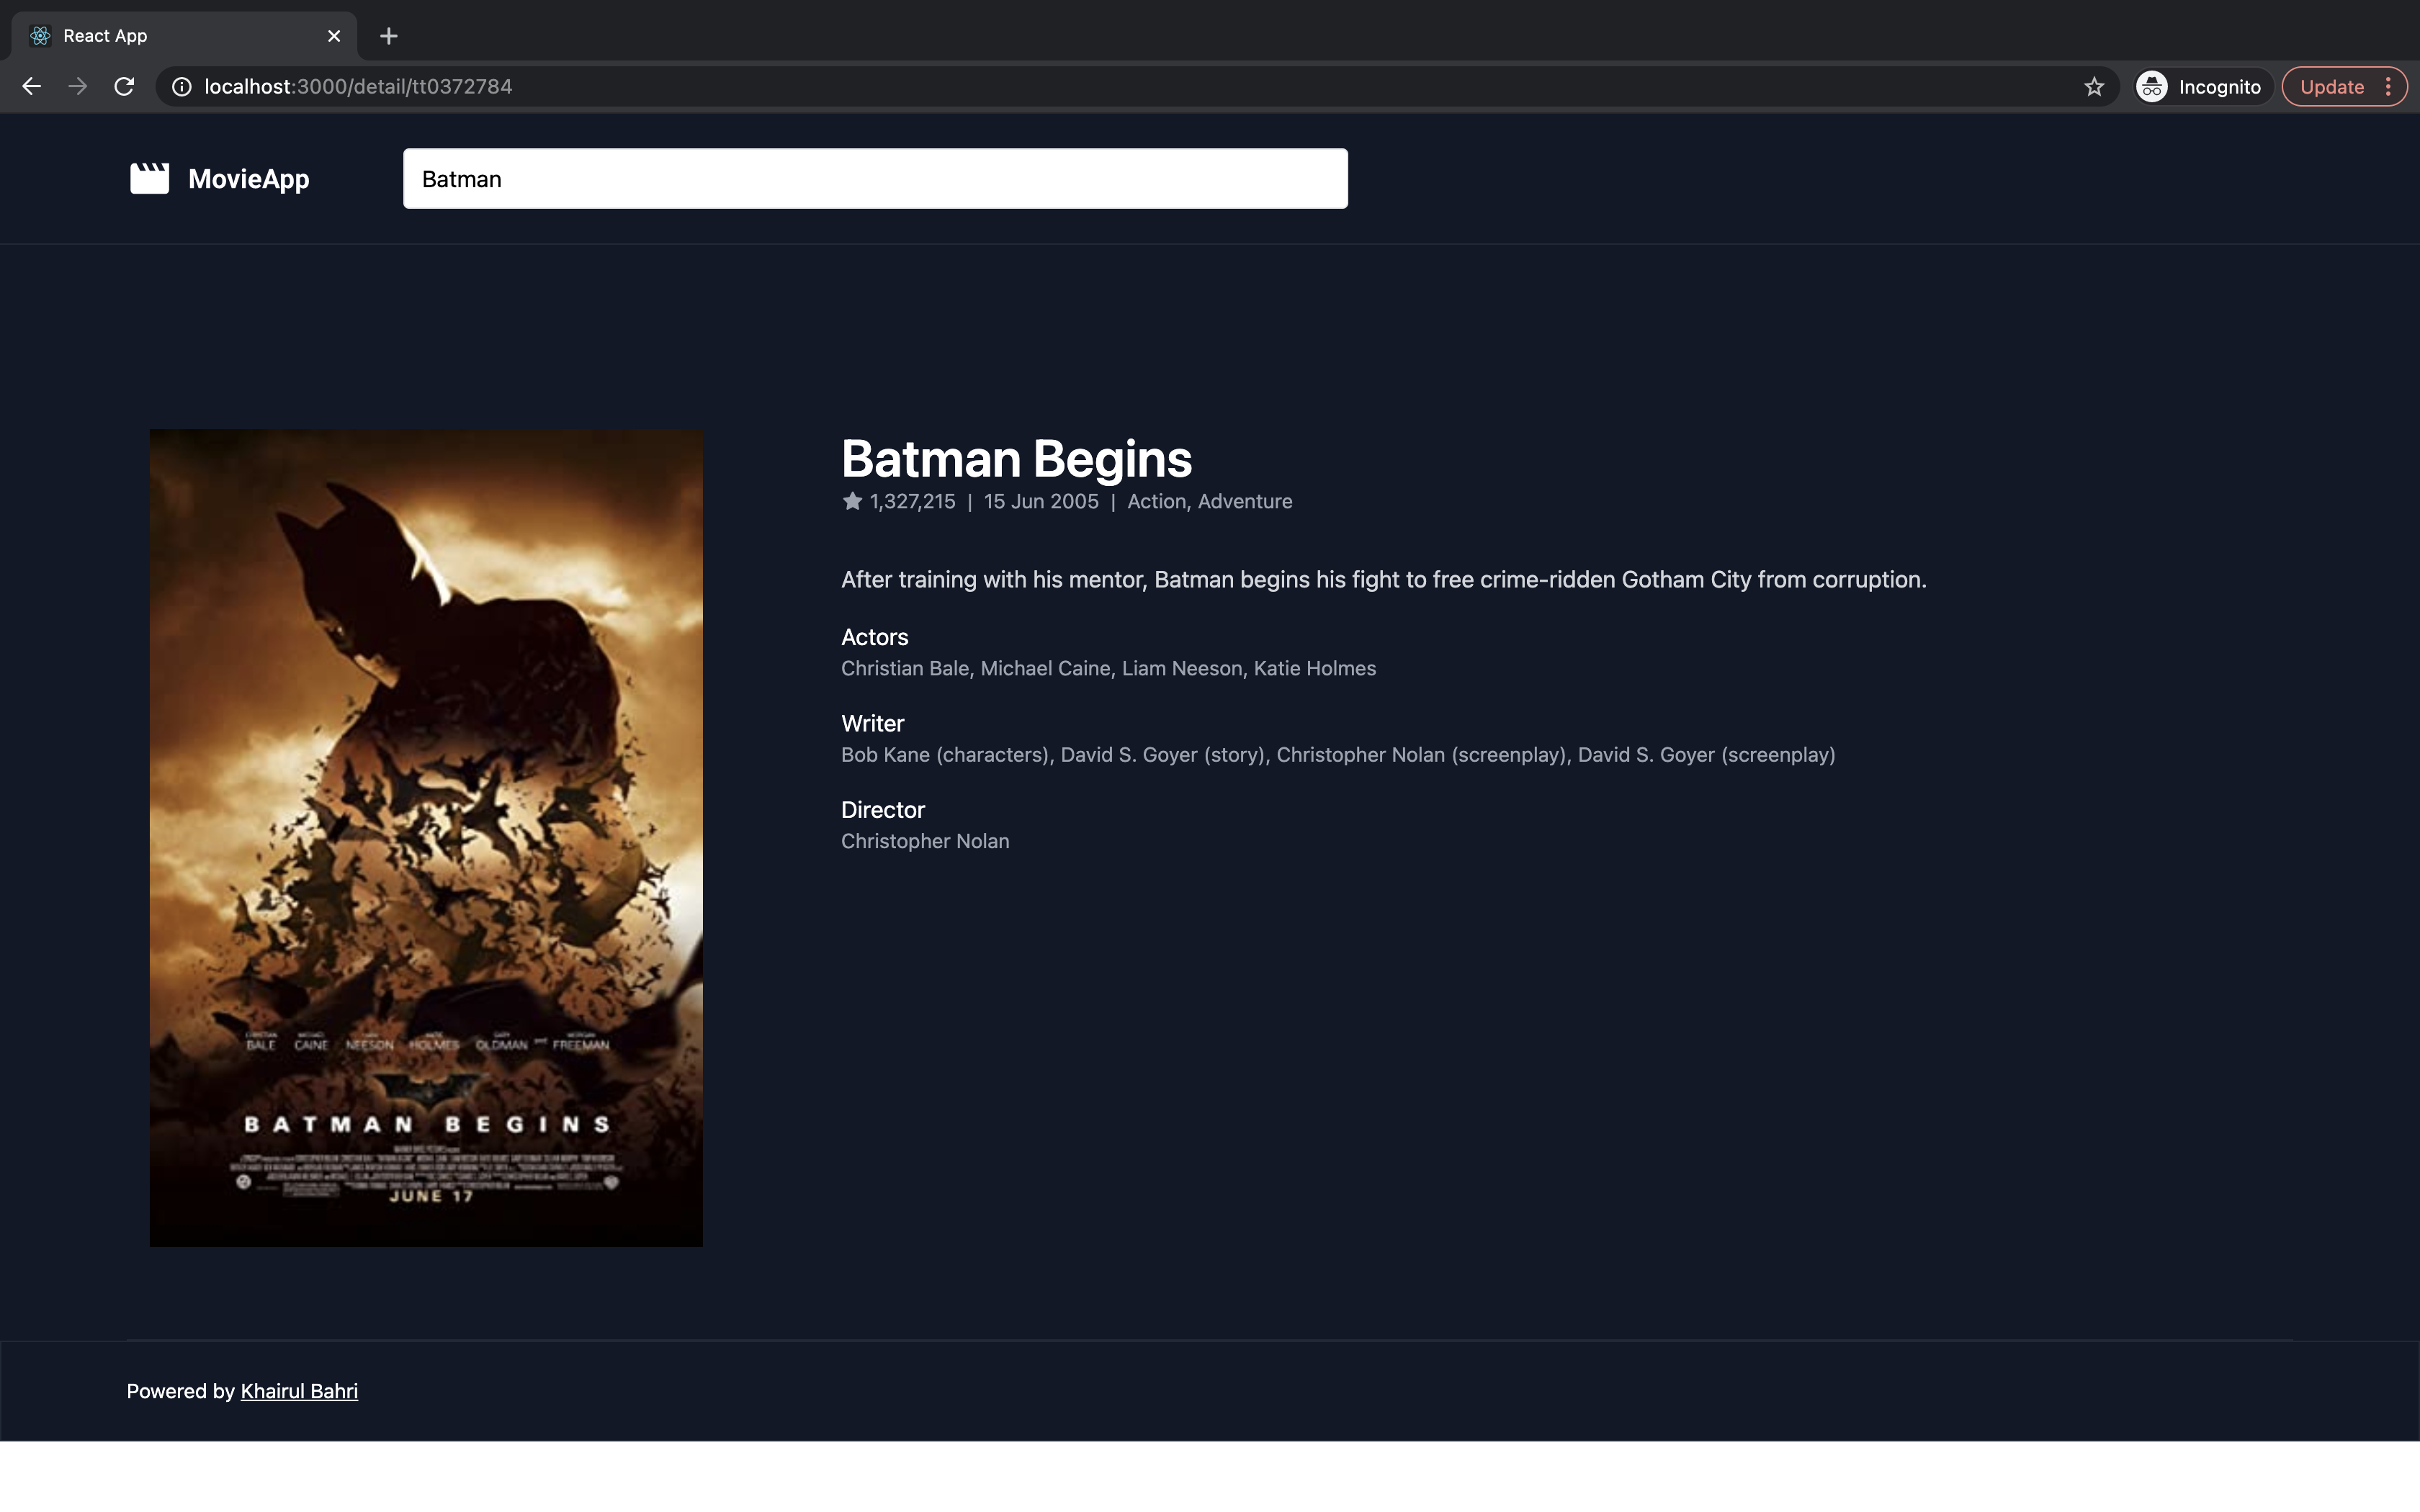 React App
localhost:3000/detail/tt0372784
Incognito
Update
MovieApp
Batman
Batman Begins
1,327,215 | 15 Jun 2005 | Action, Adventure
After training with his mentor, Batman begins his fight to free crime-ridden Gotham City from corruption.
Actors
Christian Bale, Michael Caine, Liam Neeson, Katie Holmes
Writer
Bob Kane (characters), David S. Goyer (story), Christopher Nolan (screenplay), David S. Goyer (screenplay)
Director
Christopher Nolan
BALE CAINE NEESON HOLMES OLDMAN and FREEMAN
BATMAN BEGINS
JUNE 17
Powered by Khairul Bahri